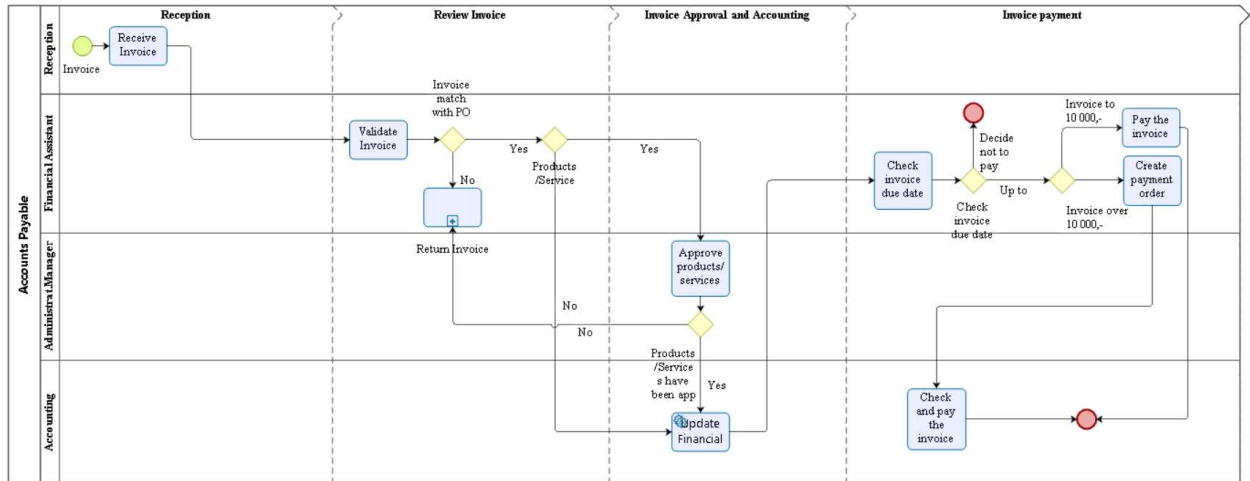 Reception
Review Invoice
Invoice Approval and Accounting
Invoice payment
Accounts Payable
Reception
Financial Assistant
Administrat.Manager
Accounting
Invoice
Receive
Invoice
Validate
Invoice
Invoice
match
with PO
Yes
No
Products
/Service
Yes
Return Invoice
No
No
Approve
products/
services
Products
/Service
s have
been app
Yes
Update
Financial
Check
invoice
due date
Decide
not to
pay
Check
invoice
due date
Up to
Invoice to
10 000,-
Pay the
invoice
Create
payment
order
Invoice over
10 000,-
Check
and pay
the
invoice